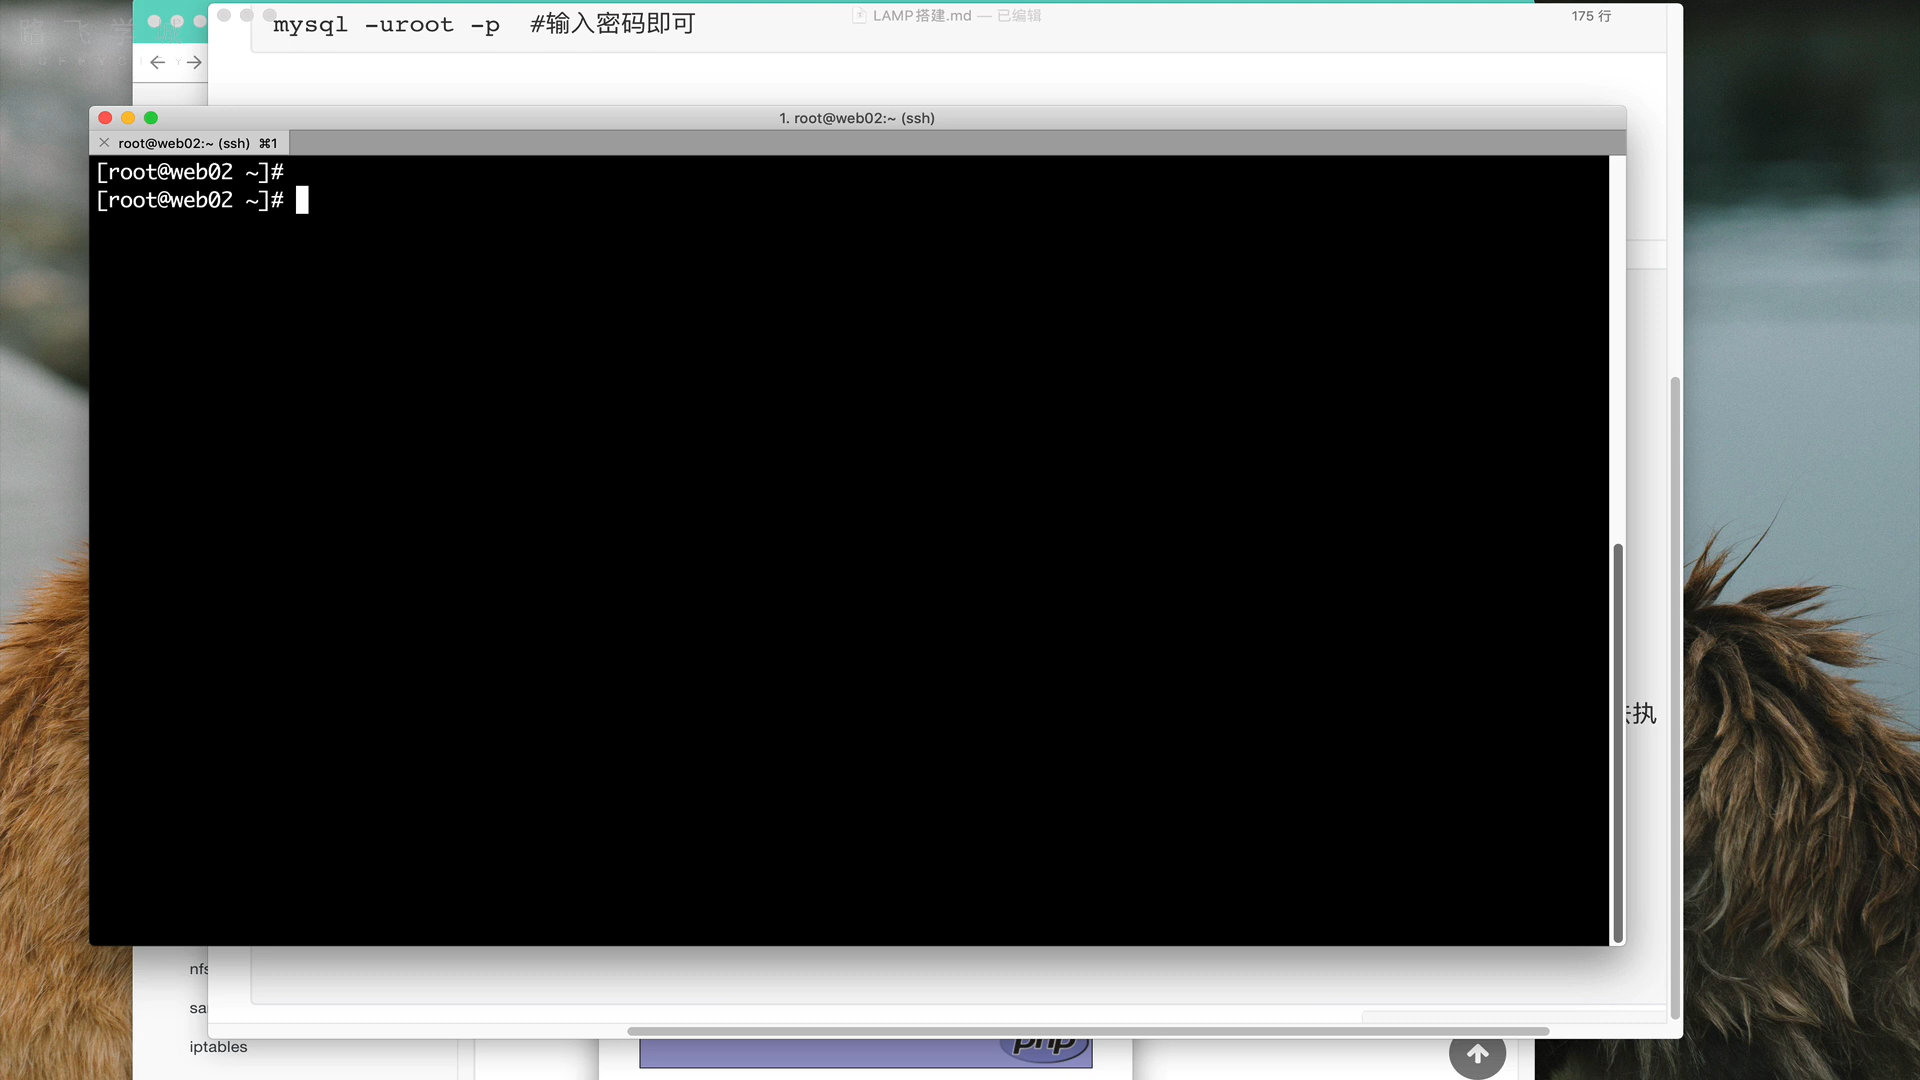 mysql -uroot -p  #输入密码即可
LAMP搭建.md — 已编辑
175 行
1. root@web02:~ (ssh)
root@web02:~ (ssh)  ⌘1
[root@web02 ~]#
[root@web02 ~]#
执
nfs
sa
iptables
php